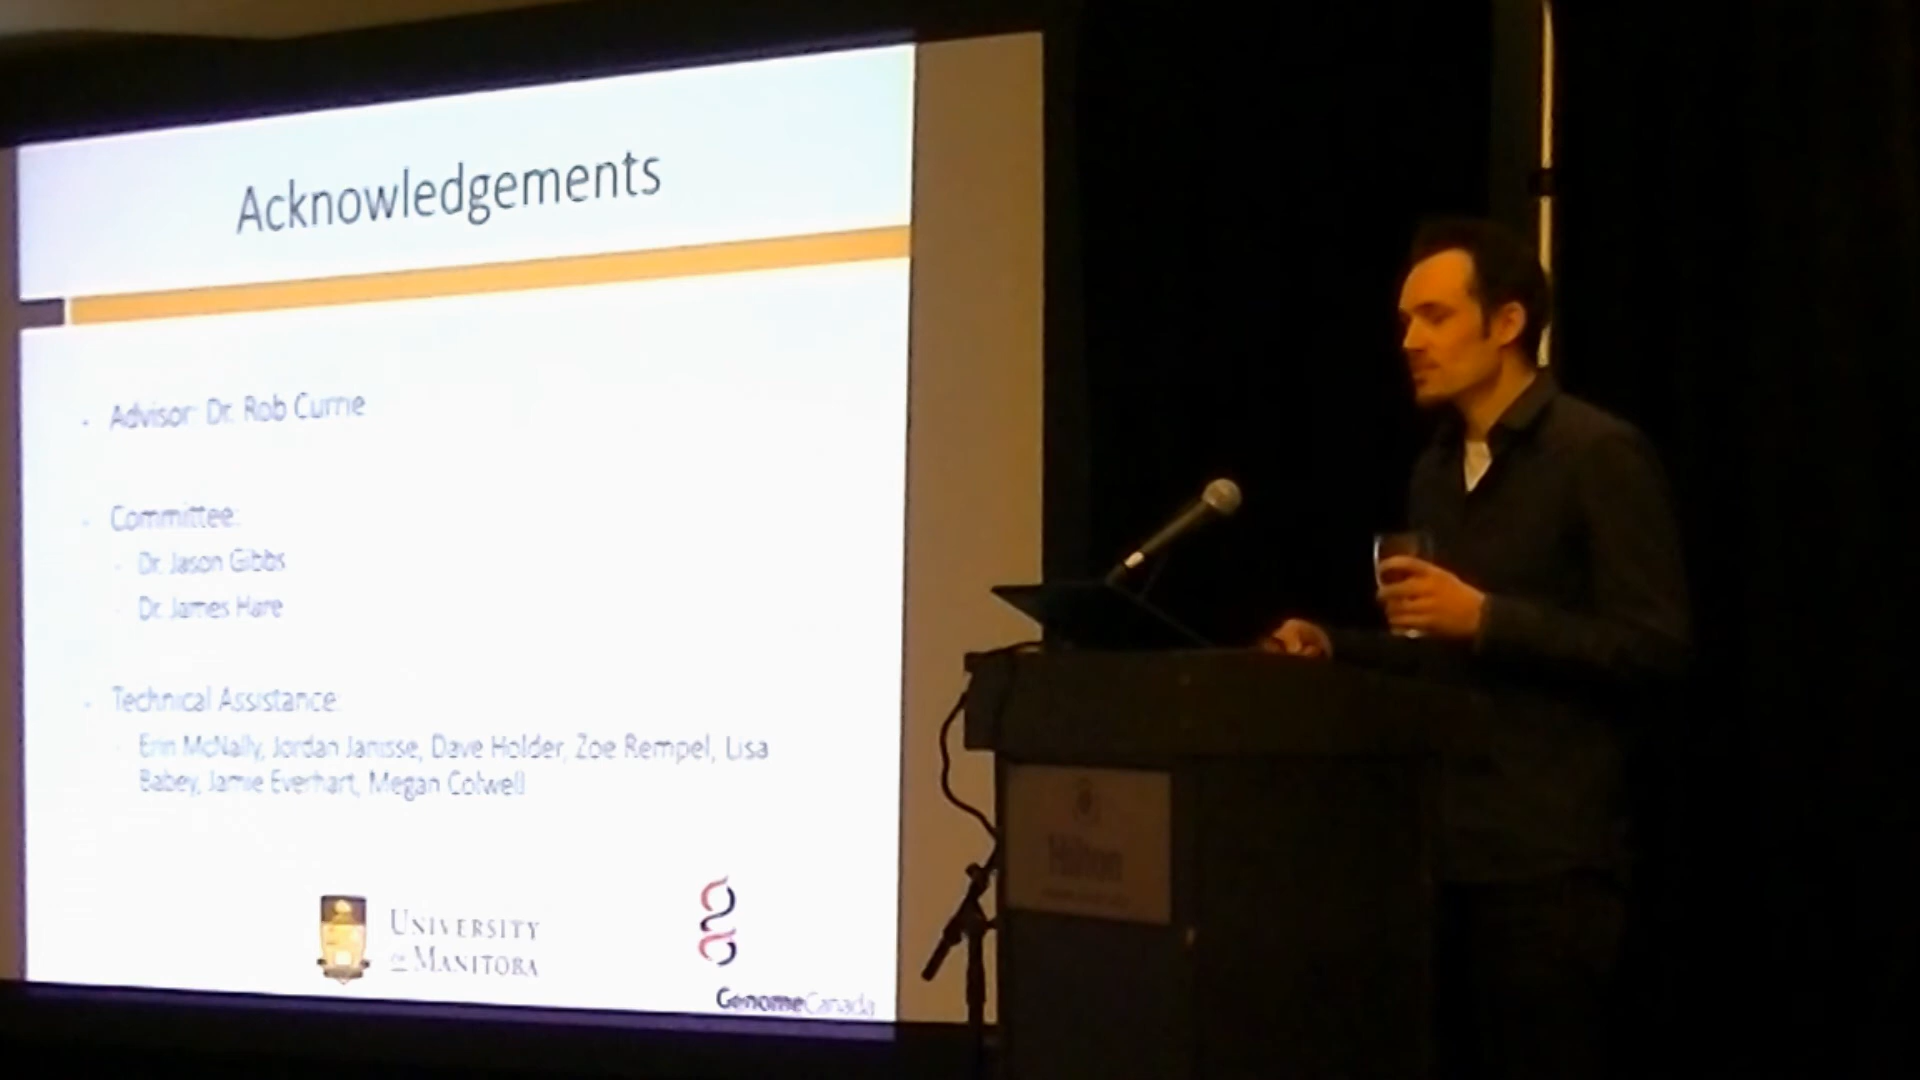 Acknowledgements
Advisor: Dr. Rob Currie
Committee:
Dr. Jason Gibbs
Dr. James Hare
Technical Assistance:
Erin McNally, Jordan Janisse, Dave Holder, Zoe Rempel, Lisa
Babey, Jamie Everhart, Megan Colwell
UNIVERSITY
OF MANITOBA
GenomeCanada
Hilton